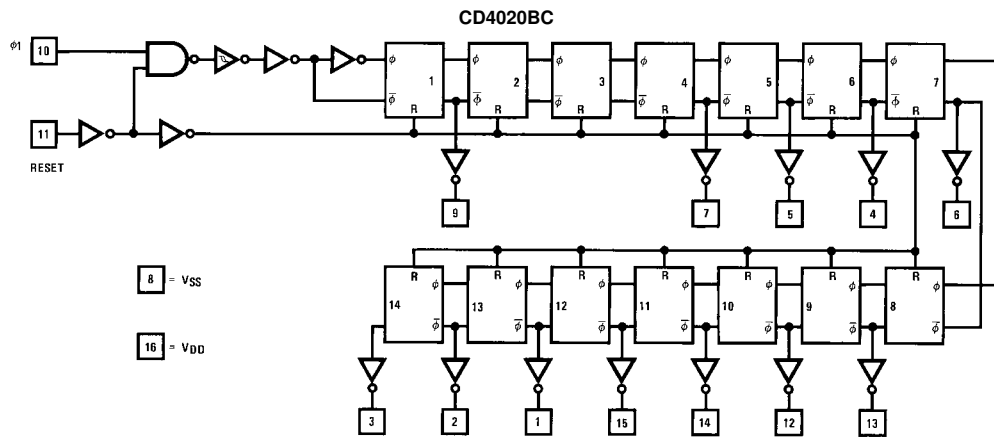 CD4020BC
ϕ1 10
ϕ ϕ ϕ ϕ ϕ ϕ ϕ
1 2 3 4 5 6 7
ϕ̅ ϕ̅ ϕ̅ ϕ̅ ϕ̅ ϕ̅ ϕ̅
R R R R R R R
11
RESET
9 7 5 4 6
R R R R R R R
8 = VSS
ϕ ϕ ϕ ϕ ϕ ϕ ϕ
14 13 12 11 10 9 8
ϕ̅ ϕ̅ ϕ̅ ϕ̅ ϕ̅ ϕ̅ ϕ̅
16 = VDD
3 2 1 15 14 12 13